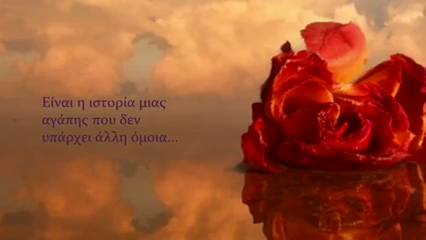 Είναι η ιστορία μιας
αγάπης που δεν
υπάρχει άλλη όμοια...